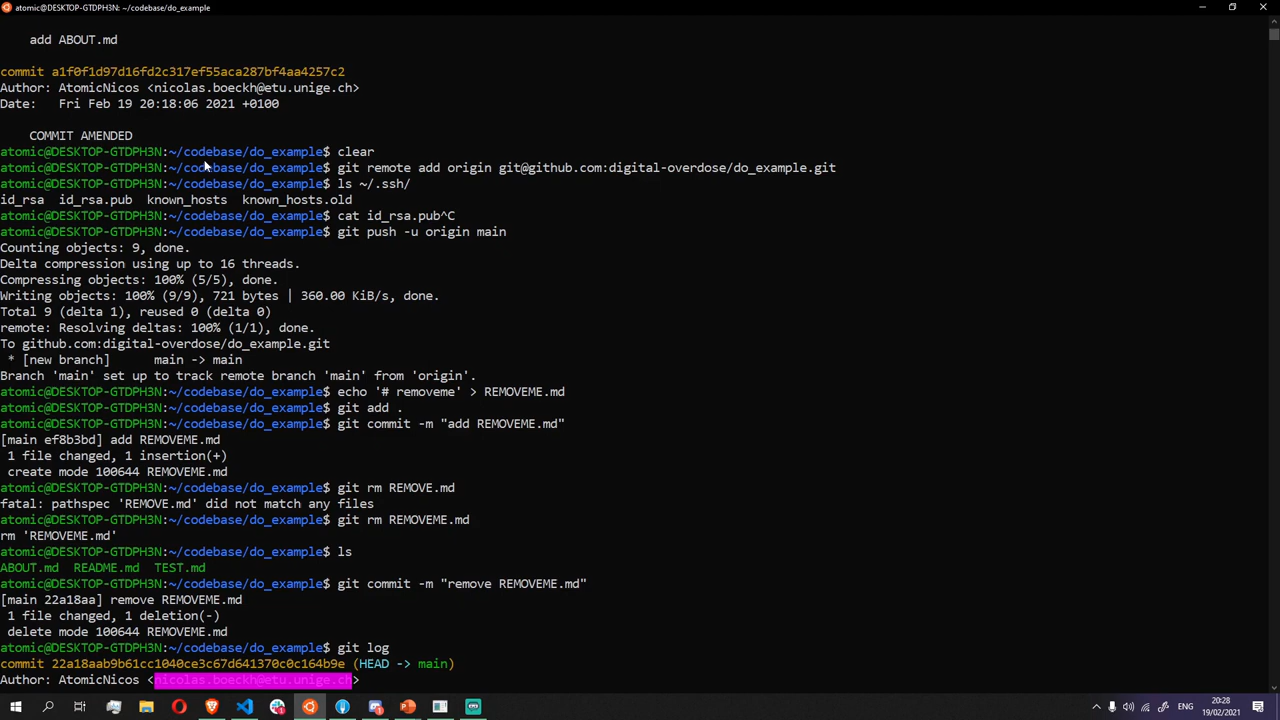 atomic@DESKTOP-GTDPH3N: ~/codebase/do_example
add ABOUT.md
commit a1f0f1d97d16fd2c317ef55aca287bf4aa4257c2
Author: AtomicNicos <nicolas.boeckh@etu.unige.ch>
Date:   Fri Feb 19 20:18:06 2021 +0100
COMMIT AMENDED
atomic@DESKTOP-GTDPH3N:~/codebase/do_example$ clear
atomic@DESKTOP-GTDPH3N:~/codebase/do_example$ git remote add origin git@github.com:digital-overdose/do_example.git
atomic@DESKTOP-GTDPH3N:~/codebase/do_example$ ls ~/.ssh/
id_rsa  id_rsa.pub  known_hosts  known_hosts.old
atomic@DESKTOP-GTDPH3N:~/codebase/do_example$ cat id_rsa.pub^C
atomic@DESKTOP-GTDPH3N:~/codebase/do_example$ git push -u origin main
Counting objects: 9, done.
Delta compression using up to 16 threads.
Compressing objects: 100% (5/5), done.
Writing objects: 100% (9/9), 721 bytes | 360.00 KiB/s, done.
Total 9 (delta 1), reused 0 (delta 0)
remote: Resolving deltas: 100% (1/1), done.
To github.com:digital-overdose/do_example.git
 * [new branch]      main -> main
Branch 'main' set up to track remote branch 'main' from 'origin'.
atomic@DESKTOP-GTDPH3N:~/codebase/do_example$ echo '# removeme' > REMOVEME.md
atomic@DESKTOP-GTDPH3N:~/codebase/do_example$ git add .
atomic@DESKTOP-GTDPH3N:~/codebase/do_example$ git commit -m "add REMOVEME.md"
[main ef8b3bd] add REMOVEME.md
 1 file changed, 1 insertion(+)
 create mode 100644 REMOVEME.md
atomic@DESKTOP-GTDPH3N:~/codebase/do_example$ git rm REMOVE.md
fatal: pathspec 'REMOVE.md' did not match any files
atomic@DESKTOP-GTDPH3N:~/codebase/do_example$ git rm REMOVEME.md
rm 'REMOVEME.md'
atomic@DESKTOP-GTDPH3N:~/codebase/do_example$ ls
ABOUT.md  README.md  TEST.md
atomic@DESKTOP-GTDPH3N:~/codebase/do_example$ git commit -m "remove REMOVEME.md"
[main 22a18aa] remove REMOVEME.md
 1 file changed, 1 deletion(-)
 delete mode 100644 REMOVEME.md
atomic@DESKTOP-GTDPH3N:~/codebase/do_example$ git log
commit 22a18aab9b61cc1040ce3c67d641370c0c164b9e (HEAD -> main)
Author: AtomicNicos <nicolas.boeckh@etu.unige.ch>
20:28
19/02/2021